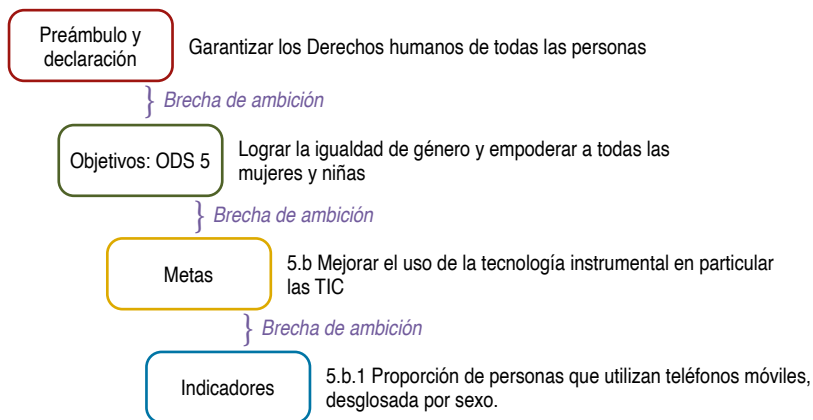 Preámbulo y
declaración
Garantizar los Derechos humanos de todas las personas
} Brecha de ambición
Objetivos: ODS 5
Lograr la igualdad de género y empoderar a todas las
mujeres y niñas
} Brecha de ambición
Metas
5.b Mejorar el uso de la tecnología instrumental en particular
las TIC
} Brecha de ambición
Indicadores
5.b.1 Proporción de personas que utilizan teléfonos móviles,
desglosada por sexo.